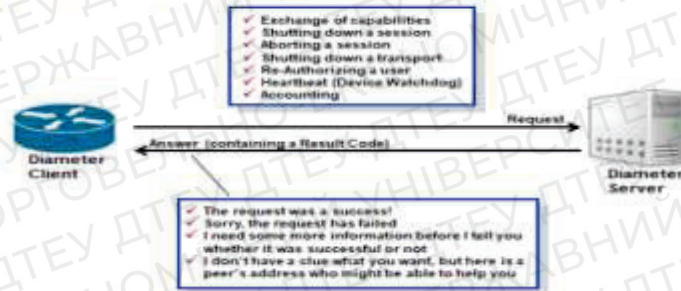 Exchange of capabilities
Shutting down a session
Aborting a session
Shutting down a transport
Re-Authorizing a user
Heartbeat (Device Watchdog)
Accounting
Request
Answer (containing a Result Code)
Diameter
Client
Diameter
Server
The request was a success!
Sorry, the request has failed
I need some more information before I tell you
whether it was successful or not
I don't have a clue what you want, but here is a
peer's address who might be able to help you